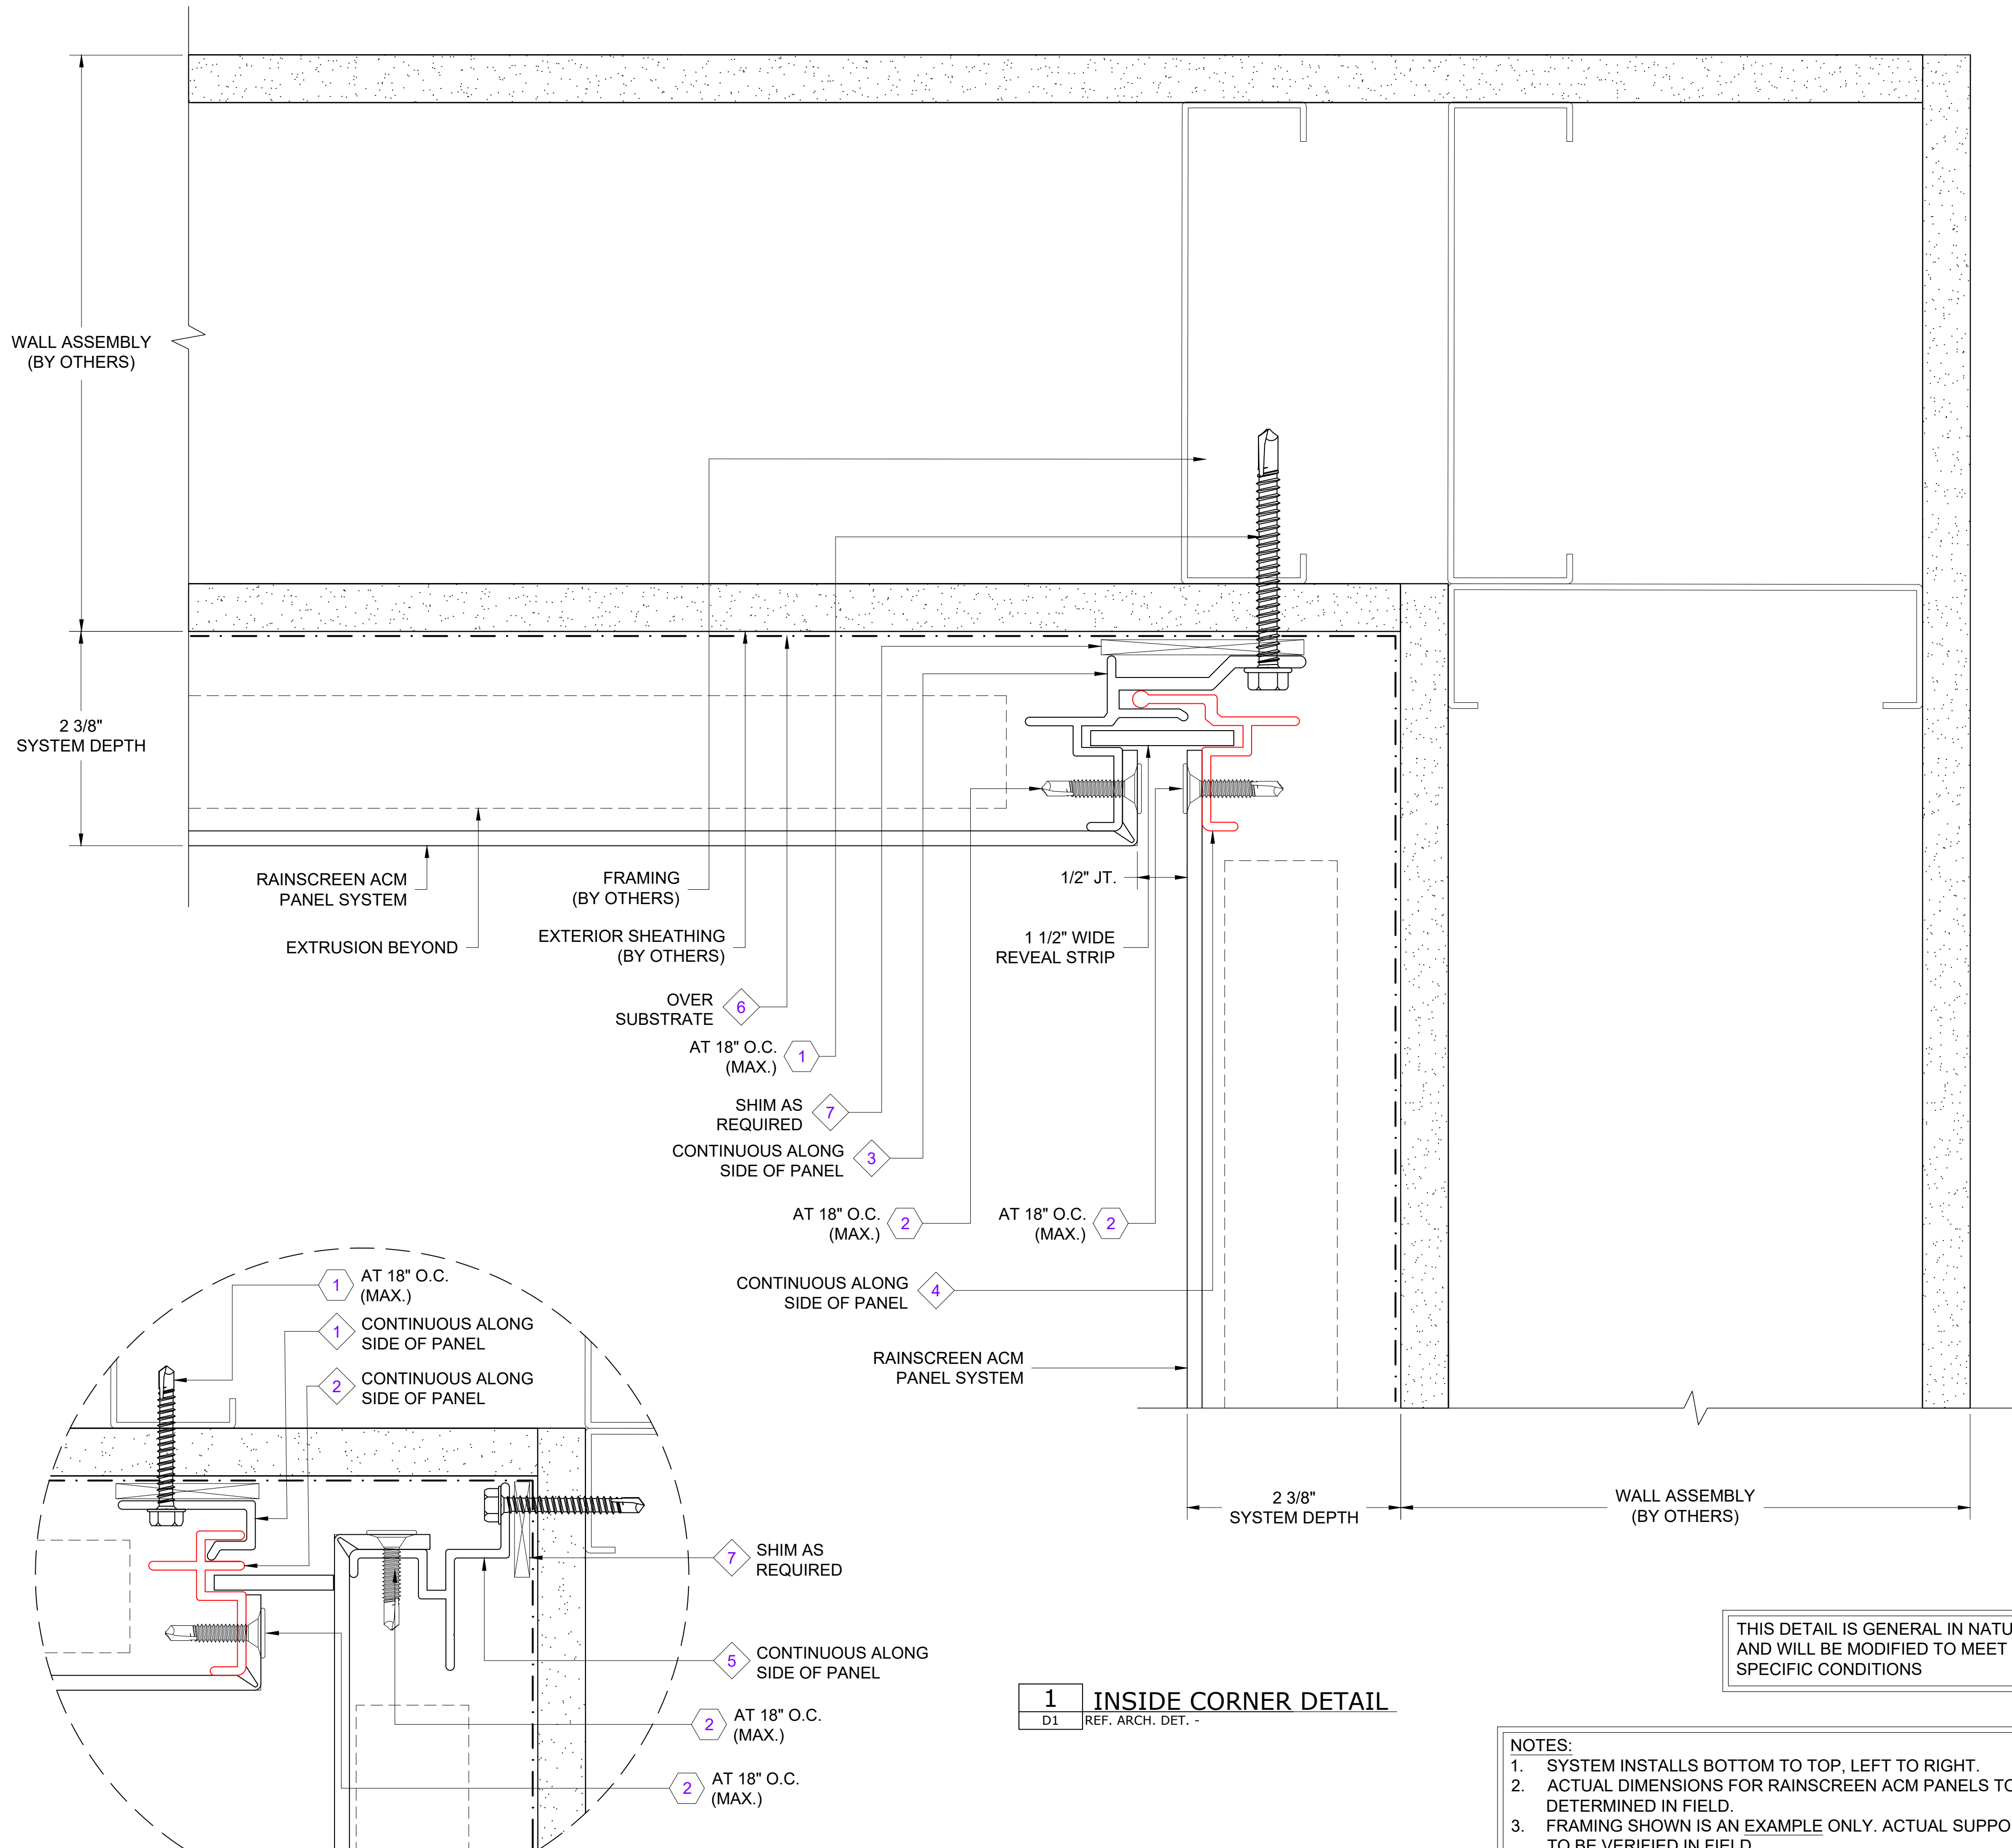 WALL ASSEMBLY
(BY OTHERS)
2 3/8"
SYSTEM DEPTH
RAINSCREEN ACM
PANEL SYSTEM
EXTRUSION BEYOND
FRAMING
(BY OTHERS)
EXTERIOR SHEATHING
(BY OTHERS)
1/2" JT.
1 1/2" WIDE
REVEAL STRIP
OVER
SUBSTRATE
6
AT 18" O.C.
(MAX.)
1
SHIM AS
REQUIRED
7
CONTINUOUS ALONG
SIDE OF PANEL
3
AT 18" O.C.
(MAX.)
2
AT 18" O.C.
(MAX.)
2
CONTINUOUS ALONG
SIDE OF PANEL
4
RAINSCREEN ACM
PANEL SYSTEM
2 3/8"
SYSTEM DEPTH
WALL ASSEMBLY
(BY OTHERS)
1
AT 18" O.C.
(MAX.)
1
CONTINUOUS ALONG
SIDE OF PANEL
2
CONTINUOUS ALONG
SIDE OF PANEL
7
SHIM AS
REQUIRED
5
CONTINUOUS ALONG
SIDE OF PANEL
2
AT 18" O.C.
(MAX.)
2
AT 18" O.C.
(MAX.)
1
D1
INSIDE CORNER DETAIL
REF. ARCH. DET. -
THIS DETAIL IS GENERAL IN
AND WILL BE MODIFIED TO MEET
SPECIFIC CONDITIONS
NOTES:
1. SYSTEM INSTALLS BOTTOM TO TOP, LEFT TO RIGHT.
2. ACTUAL DIMENSIONS FOR RAINSCREEN ACM PANELS TO
DETERMINED IN FIELD.
3. FRAMING SHOWN IS AN EXAMPLE ONLY. ACTUAL
TO BE VERIFIED IN FIELD